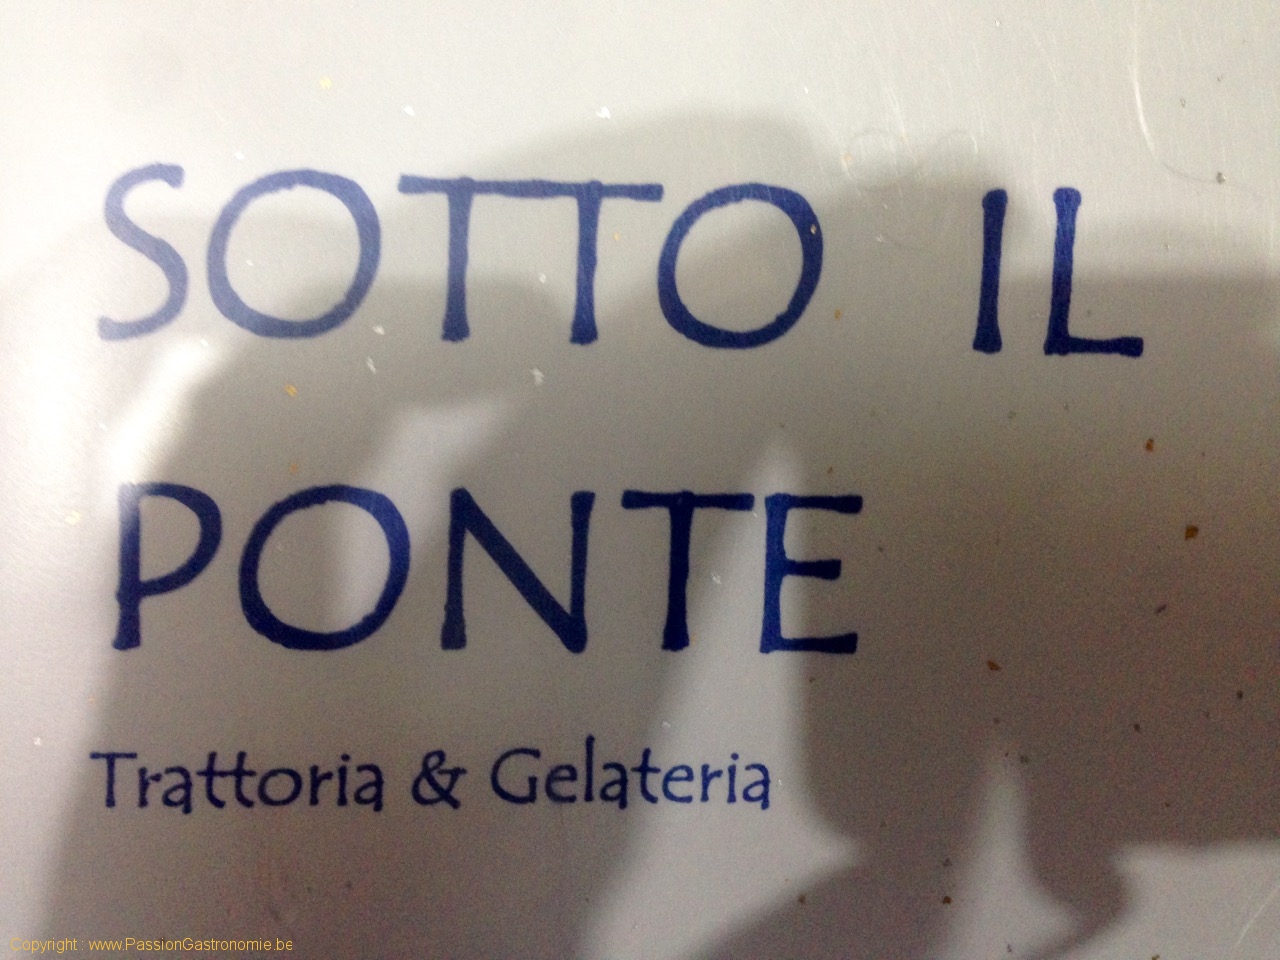 SOTTO IL
PONTE
Trattoria & Gelateria
Copyright : www.PassionGastronomie.be